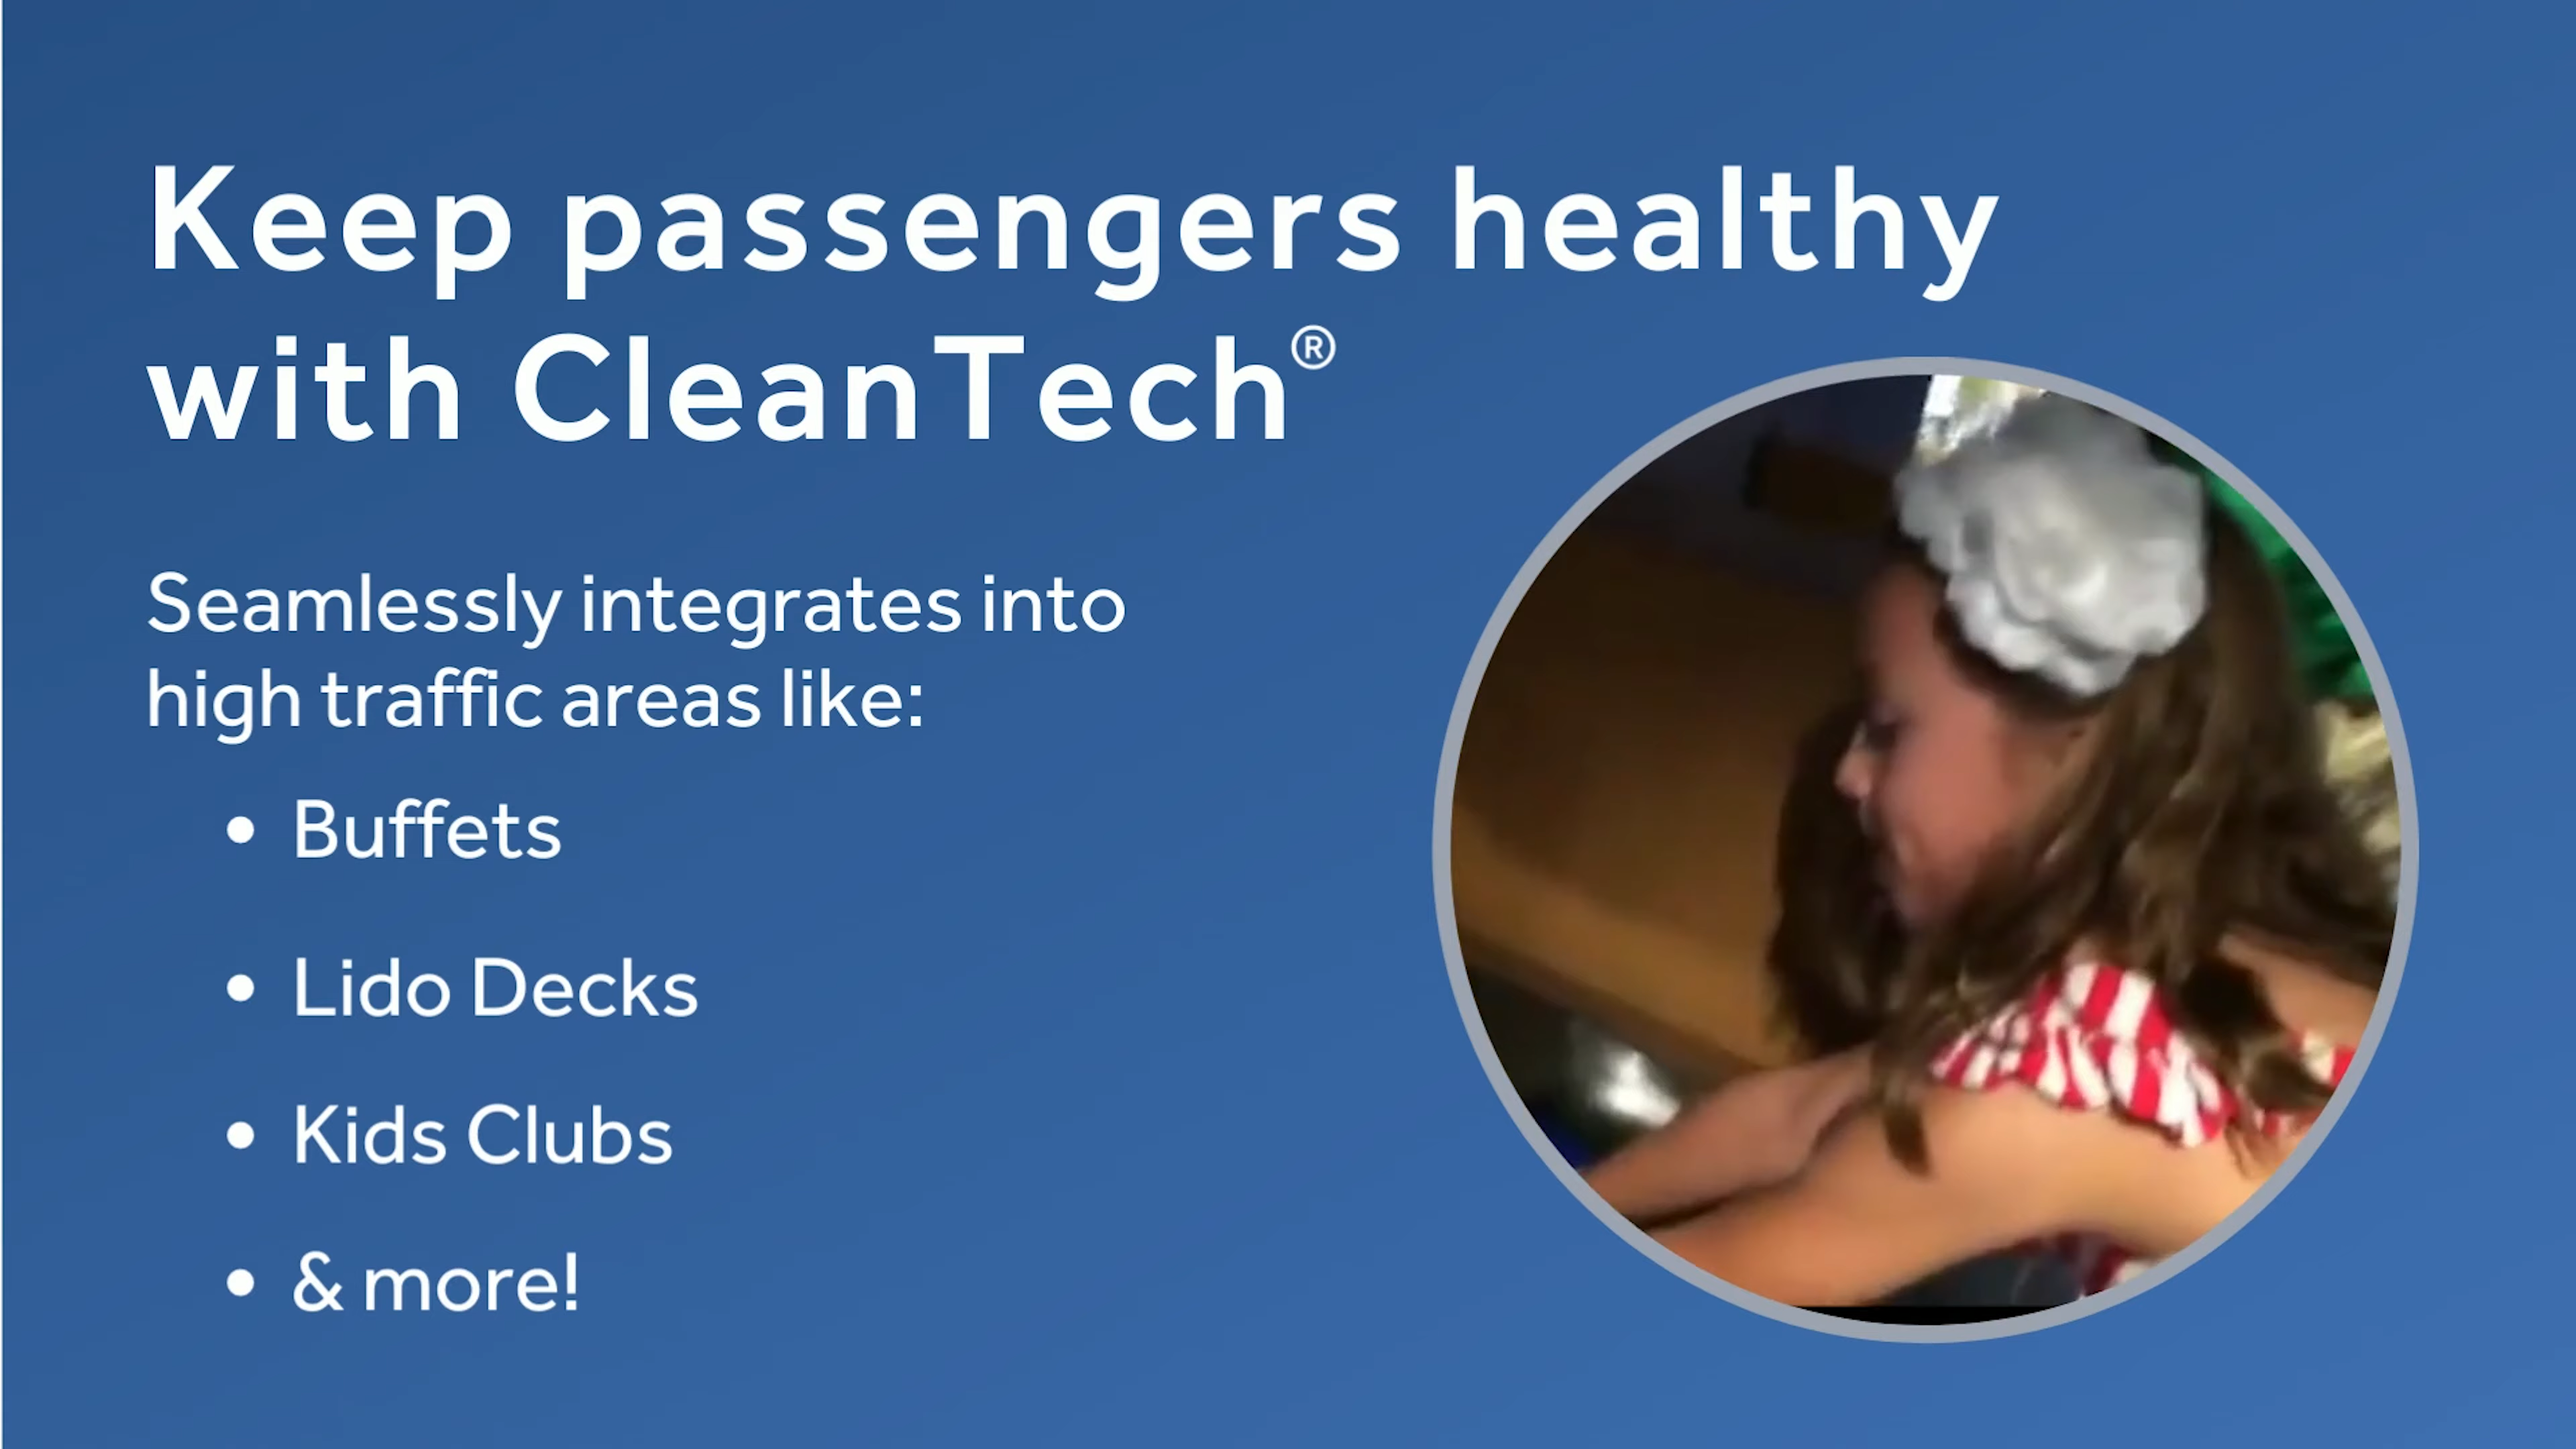 Keep passengers healthy
with CleanTech®
Seamlessly integrates into
high traffic areas like:
• Buffets
• Lido Decks
• Kids Clubs
• & more!